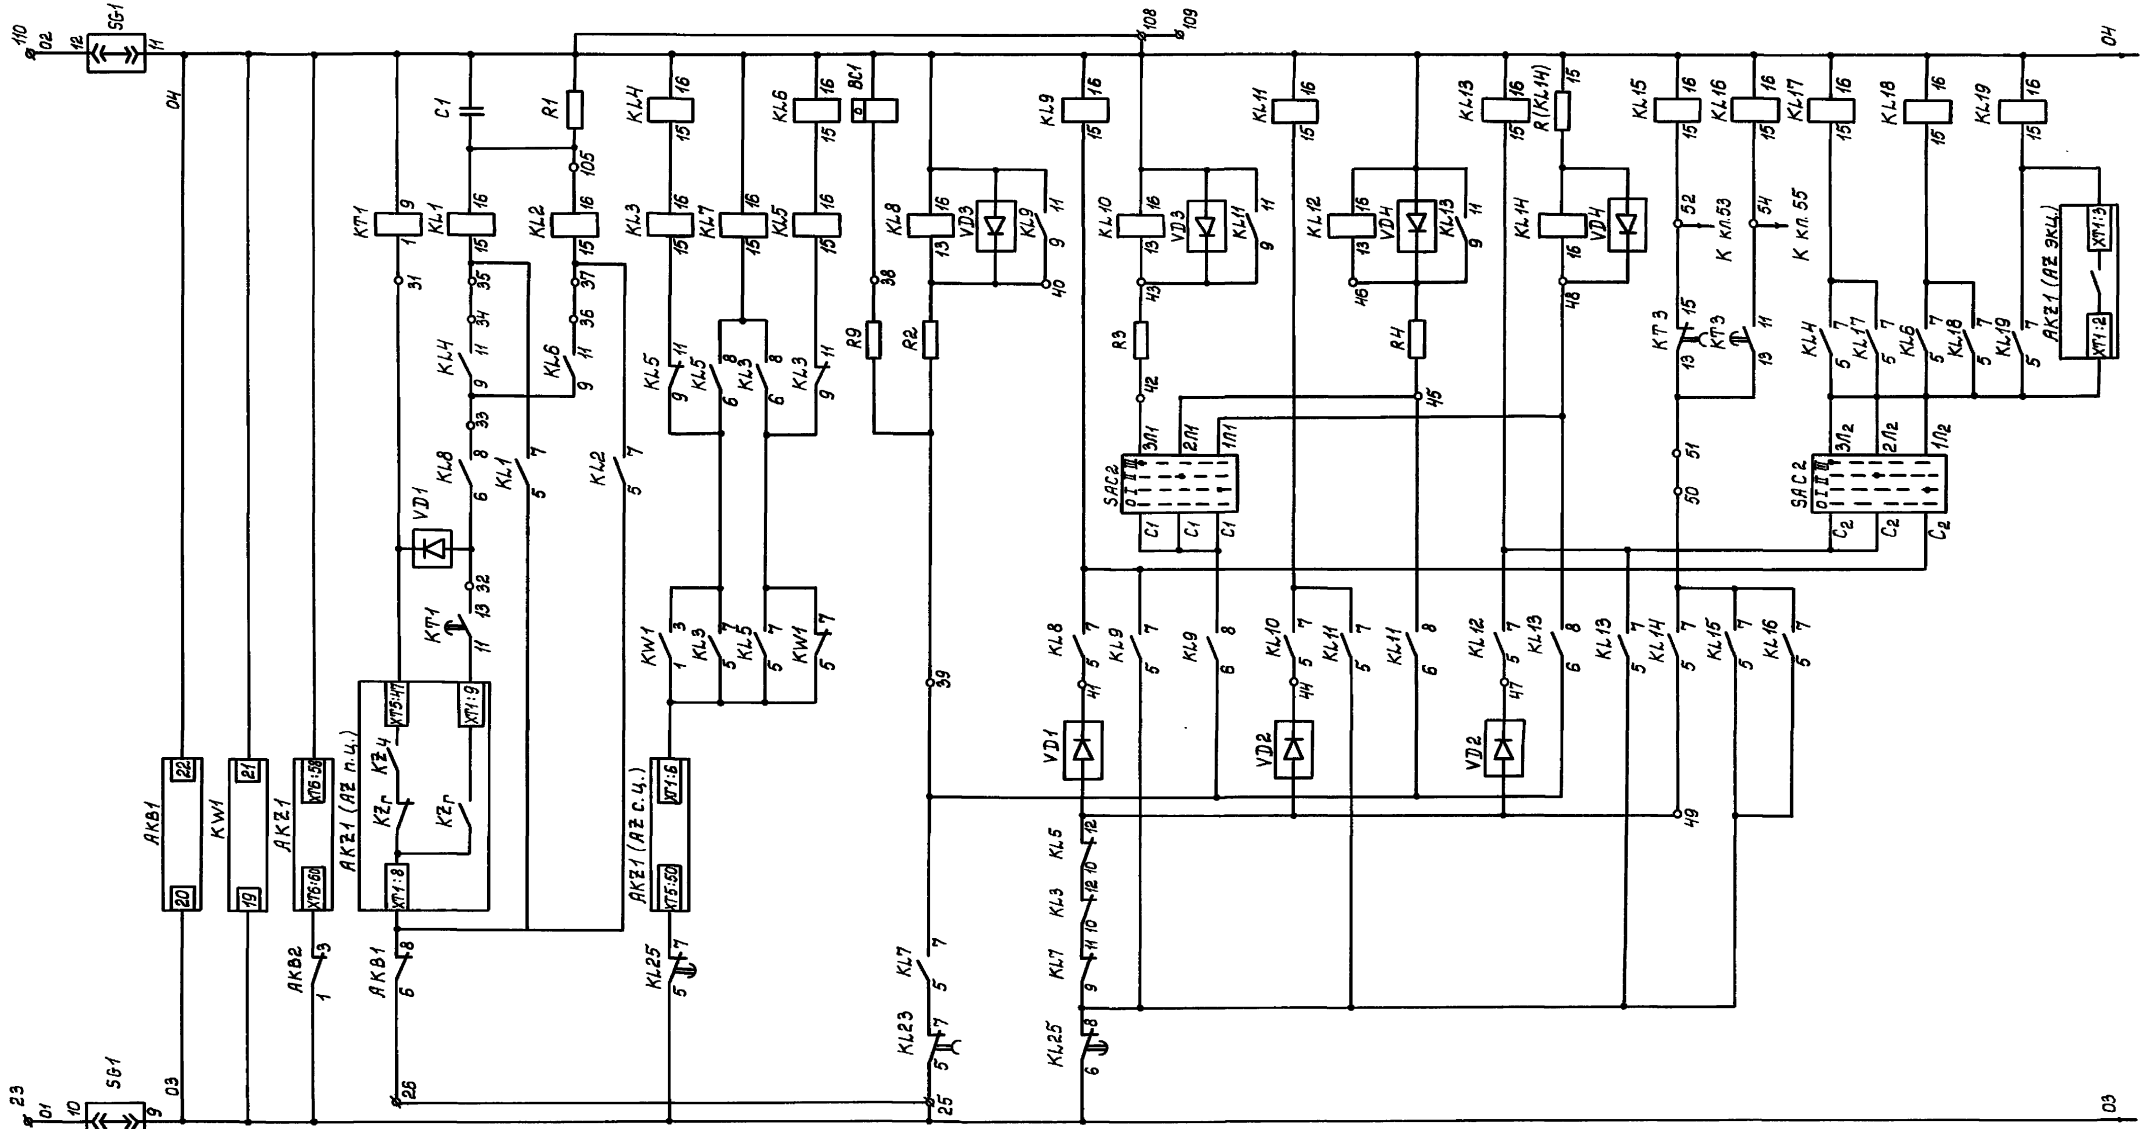 110
02
12
SG1
11
04
108
109
04
C1
R1
KL4
16
15
KL6
16
15
BC1
KL9
16
15
KL11
16
15
KL13
16
15
R(KL14)
15
KL15
16
15
KL16
16
15
KL17
16
15
KL18
16
15
KL19
16
15
105
KT1
9
1
KL1
16
15
KL2
16
15
KL3
16
15
KL7
16
15
KL5
16
15
KL8
16
13
VD3
KL9
11
9
KL10
16
13
VD3
KL11
11
9
KL12
16
13
VD4
KL13
11
9
KL14
16
VD4
52
К кл.53
54
К кл.55
AKZ1 (AZ экц.)
XT1:3
XT1:2
31
35
34
37
36
38
40
43
46
48
KL4
11
9
KL6
11
9
KL5
11
9
KL5
8
6
KL3
8
6
KL3
11
9
R9
R2
R3
R4
KT3
15
13
KT3
11
13
KL4
7
5
KL17
7
5
KL6
7
5
KL18
7
5
KL19
7
5
33
42
45
KL8
8
6
KL1
7
5
KL2
7
5
SAC2
0 I II III
3Л1
2Л1
1Л1
C1
C1
C1
51
50
SAC2
0 I II III
3Л2
2Л2
1Л2
C2
C2
C2
VD1
32
KT1
13
11
KW1
3
1
KL3
7
5
KL5
7
5
KW1
7
5
39
KL8
7
5
KL9
7
5
KL9
8
6
KL10
7
5
KL11
7
5
KL11
8
6
KL12
7
5
KL13
8
6
KL13
7
5
KL14
7
5
KL15
7
5
KL16
7
5
41
44
47
VD1
VD2
VD2
49
AKB1
22
20
KW1
21
19
AKZ1
XT6:58
XT6:60
AKZ1 (AZ п.ц.)
XT5:47
XT1:9
KZч
KZг
KZг
XT1:8
AKZ1 (AZ с.ц.)
XT1:6
XT5:50
AKB2
3
1
AKB1
8
6
KL25
7
5
KL7
7
5
KL23
7
5
KL5
12
10
KL3
12
10
KL7
11
9
KL25
8
6
23
01
10
SG1
9
03
26
25
03